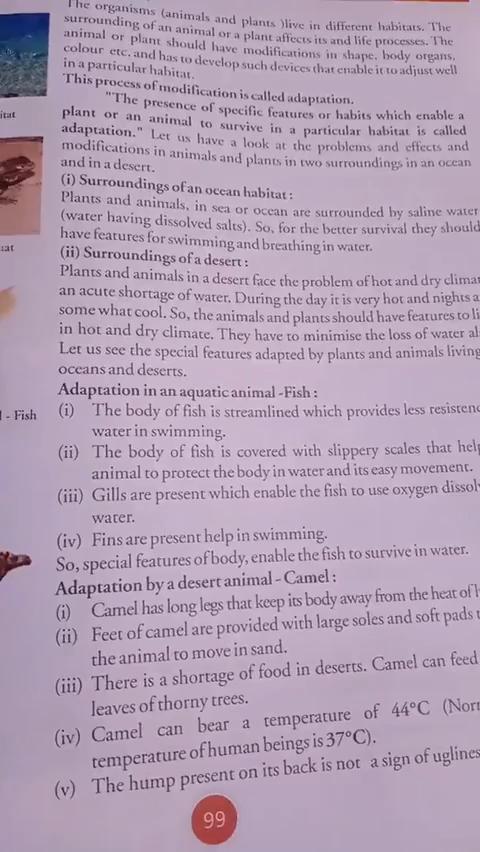 The organisms (animals and plants )live in different habitats. The
surrounding of an animal or a plant affects its and life processes. The
animal or plant should have modifications in shape, body organs,
colour etc. and has to develop such devices that enable it to adjust well
in a particular habitat.
This process of modification is called adaptation.
"The presence of specific features or habits which enable a
plant or an animal to survive in a particular habitat is called
adaptation." Let us have a look at the problems and effects and
modifications in animals and plants in two surroundings in an ocean
and in a desert.
(i) Surroundings of an ocean habitat :
Plants and animals, in sea or ocean are surrounded by saline water
(water having dissolved salts). So, for the better survival they should
have features for swimming and breathing in water.
(ii) Surroundings of a desert :
Plants and animals in a desert face the problem of hot and dry clima
an acute shortage of water. During the day it is very hot and nights a
some what cool. So, the animals and plants should have features to li
in hot and dry climate. They have to minimise the loss of water al
Let us see the special features adapted by plants and animals living
oceans and deserts.
Adaptation in an aquatic animal -Fish :
- Fish
(i) The body of fish is streamlined which provides less resisten
water in swimming.
(ii) The body of fish is covered with slippery scales that help
animal to protect the body in water and its easy movement.
(iii) Gills are present which enable the fish to use oxygen dissol
water.
(iv) Fins are present help in swimming.
So, special features of body, enable the fish to survive in water.
Adaptation by a desert animal - Camel :
(i) Camel has long legs that keep its body away from the heat of
(ii) Feet of camel are provided with large soles and soft pads t
the animal to move in sand.
(iii) There is a shortage of food in deserts. Camel can feed
leaves of thorny trees.
(iv) Camel can bear a temperature of 44°C (Nor
temperature of human beings is 37°C).
(v) The hump present on its back is not a sign of uglines
99